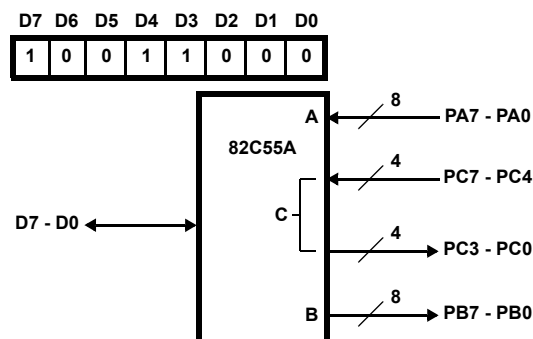 D7 D6 D5 D4 D3 D2 D1 D0
1 0 0 1 1 0 0 0
A 8 PA7 - PA0
82C55A
4 PC7 - PC4
C
D7 - D0
4 PC3 - PC0
B 8 PB7 - PB0